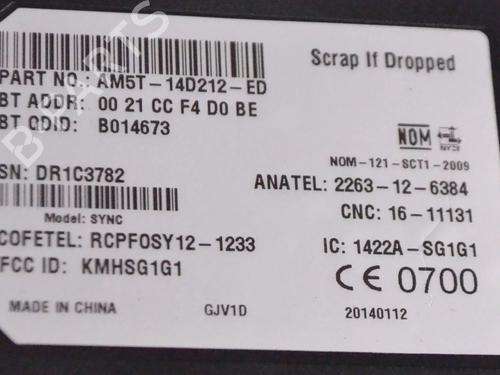 Scrap If Dropped
PART NO.: AM5T-14D212-ED
BT ADDR: 00 21 CC F4 D0 BE
BT QDID: B014673
NOM NYCE
NOM-121-SCT1-2009
SN: DR1C3782
ANATEL: 2263-12-6384
Model: SYNC
CNC: 16-11131
COFETEL: RCPFOSY12-1233
IC: 1422A-SG1G1
FCC ID: KMHSG1G1
CE 0700
MADE IN CHINA
GJV1D
20140112